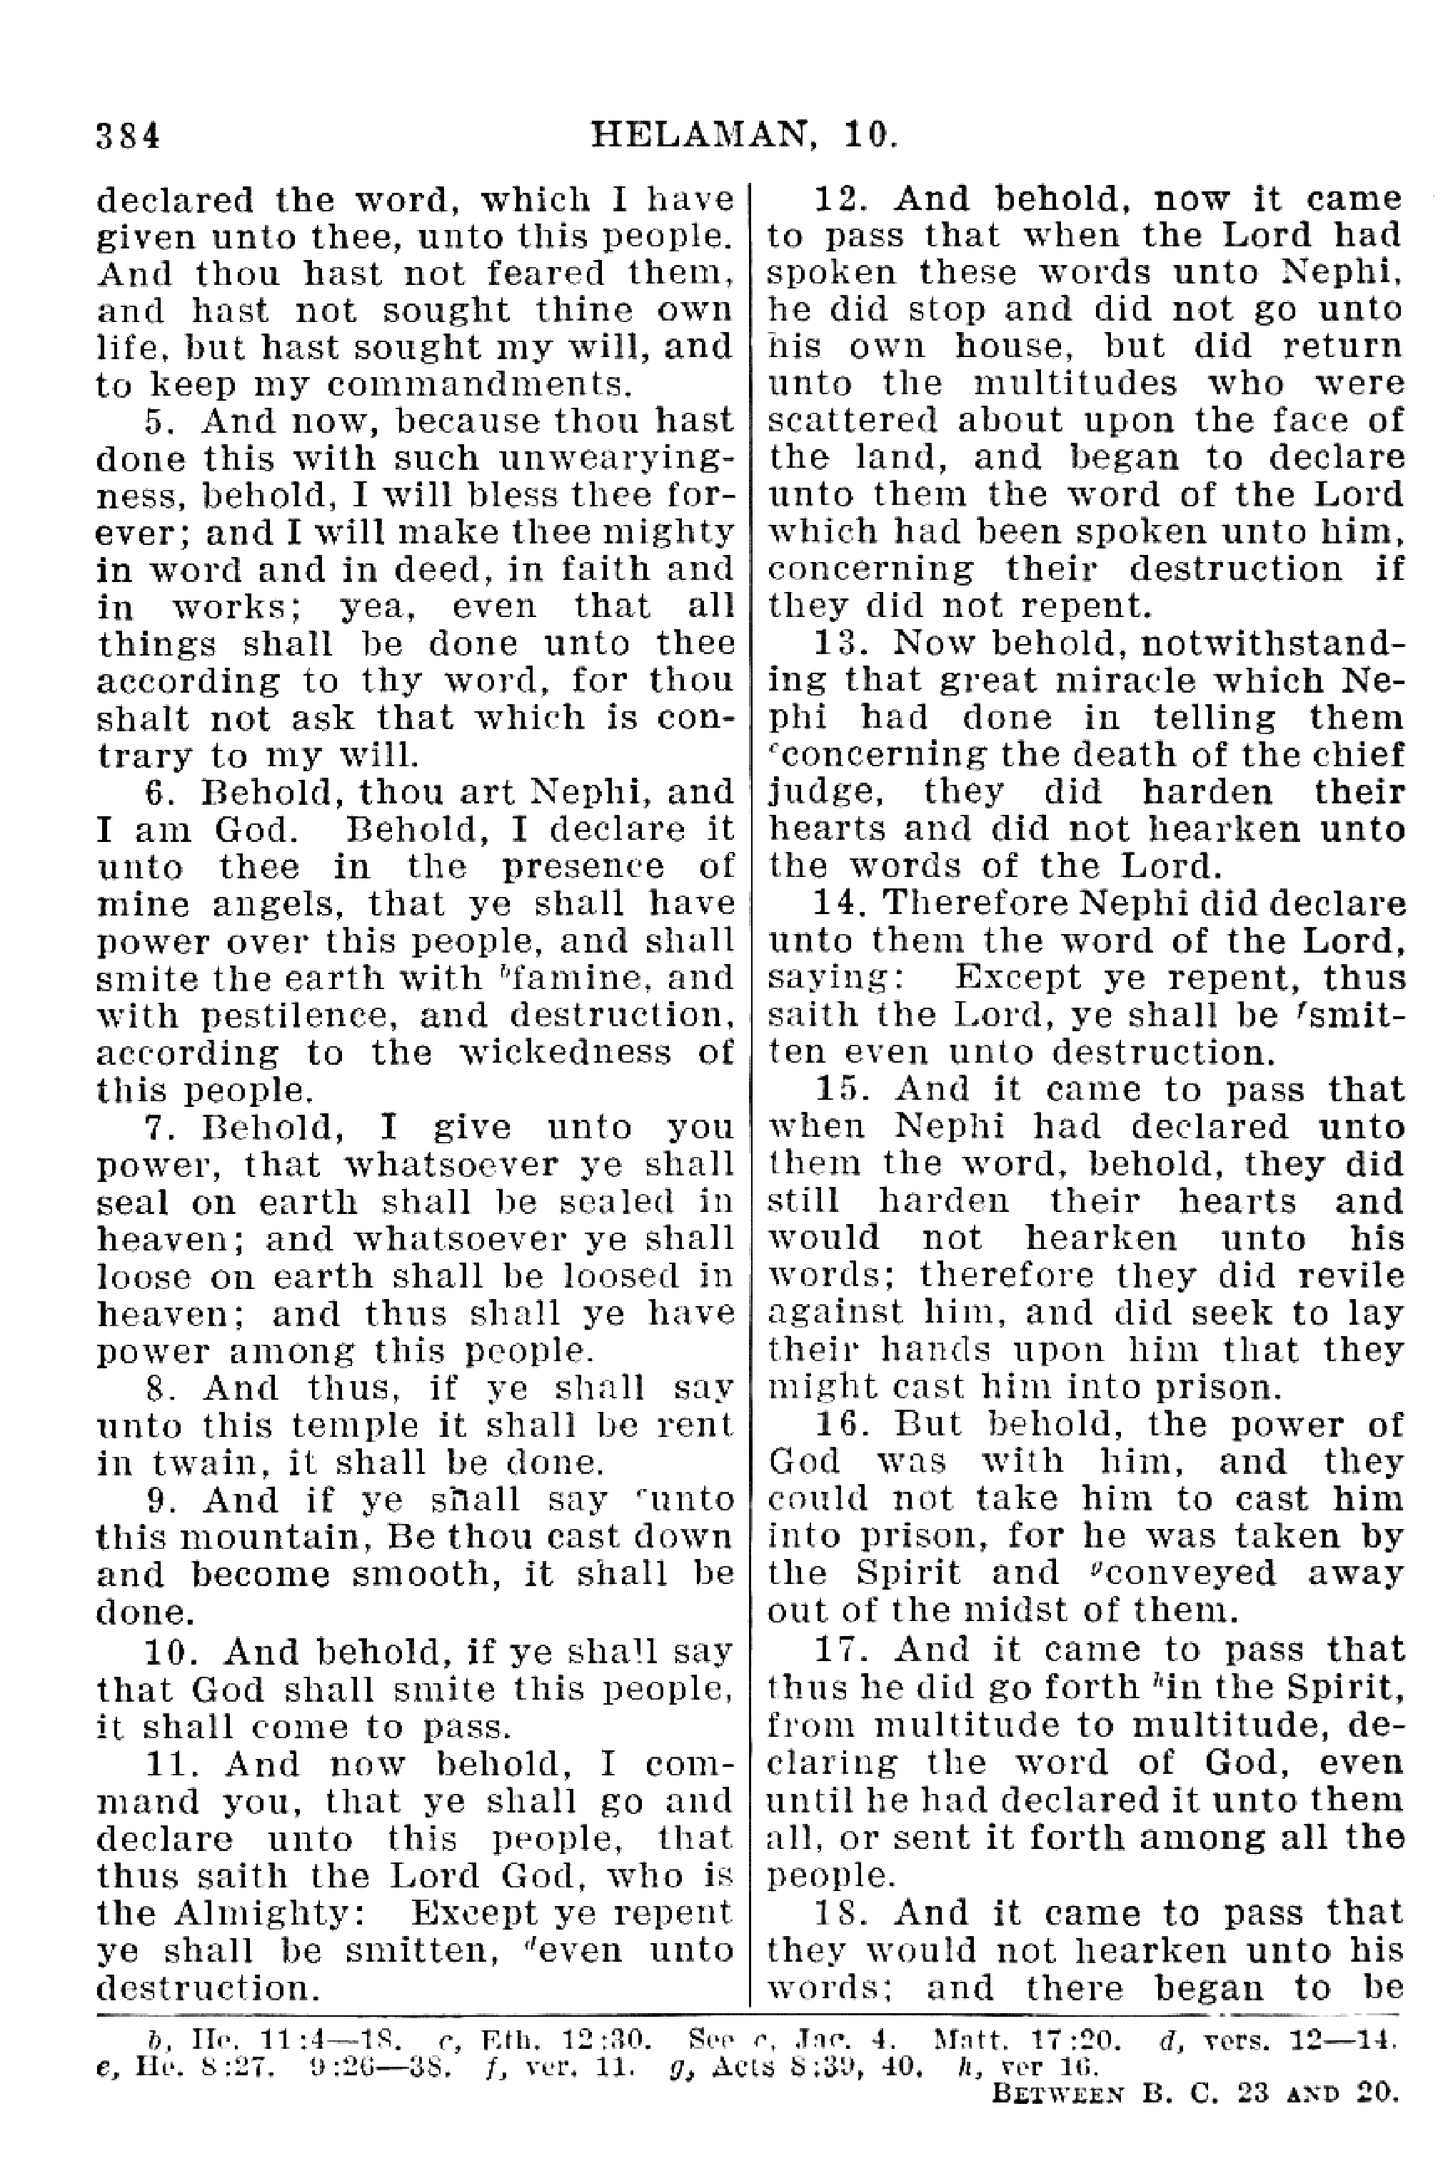 384
HELAMAN, 10.
declared the word, which I have
given unto thee, unto this people.
And thou hast not feared them,
and hast not sought thine own
life, but hast sought my will, and
to keep my commandments.
5. And now, because thou hast
done this with such unwearying-
ness, behold, I will bless thee for-
ever; and I will make thee mighty
in word and in deed, in faith and
in works; yea, even that all
things shall be done unto thee
according to thy word, for thou
shalt not ask that which is con-
trary to my will.
6. Behold, thou art Nephi, and
I am God. Behold, I declare it
unto thee in the presence of
mine angels, that ye shall have
power over this people, and shall
smite the earth with bfamine, and
with pestilence, and destruction,
according to the wickedness of
this people.
7. Behold, I give unto you
power, that whatsoever ye shall
seal on earth shall be sealed in
heaven; and whatsoever ye shall
loose on earth shall be loosed in
heaven; and thus shall ye have
power among this people.
8. And thus, if ye shall say
unto this temple it shall be rent
in twain, it shall be done.
9. And if ye shall say cunto
this mountain, Be thou cast down
and become smooth, it shall be
done.
10. And behold, if ye shall say
that God shall smite this people,
it shall come to pass.
11. And now behold, I com-
mand you, that ye shall go and
declare unto this people, that
thus saith the Lord God, who is
the Almighty: Except ye repent
ye shall be smitten, deven unto
destruction.
12. And behold, now it came
to pass that when the Lord had
spoken these words unto Nephi,
he did stop and did not go unto
his own house, but did return
unto the multitudes who were
scattered about upon the face of
the land, and began to declare
unto them the word of the Lord
which had been spoken unto him,
concerning their destruction if
they did not repent.
13. Now behold, notwithstand-
ing that great miracle which Ne-
phi had done in telling them
econcerning the death of the chief
judge, they did harden their
hearts and did not hearken unto
the words of the Lord.
14. Therefore Nephi did declare
unto them the word of the Lord,
saying: Except ye repent, thus
saith the Lord, ye shall be fsmit-
ten even unto destruction.
15. And it came to pass that
when Nephi had declared unto
them the word, behold, they did
still harden their hearts and
would not hearken unto his
words; therefore they did revile
against him, and did seek to lay
their hands upon him that they
might cast him into prison.
16. But behold, the power of
God was with him, and they
could not take him to cast him
into prison, for he was taken by
the Spirit and gconveyed away
out of the midst of them.
17. And it came to pass that
thus he did go forth hin the Spirit,
from multitude to multitude, de-
claring the word of God, even
until he had declared it unto them
all, or sent it forth among all the
people.
18. And it came to pass that
they would not hearken unto his
words; and there began to be
b, He. 11:4—18. c, Eth. 12:30. See e, Jac. 4. Matt. 17:20. d, vers. 12—14.
e, He. 8:27. 9:26—38. f, ver. 11. g, Acts 8:39, 40. h, ver 16.
BETWEEN B. C. 23 AND 20.